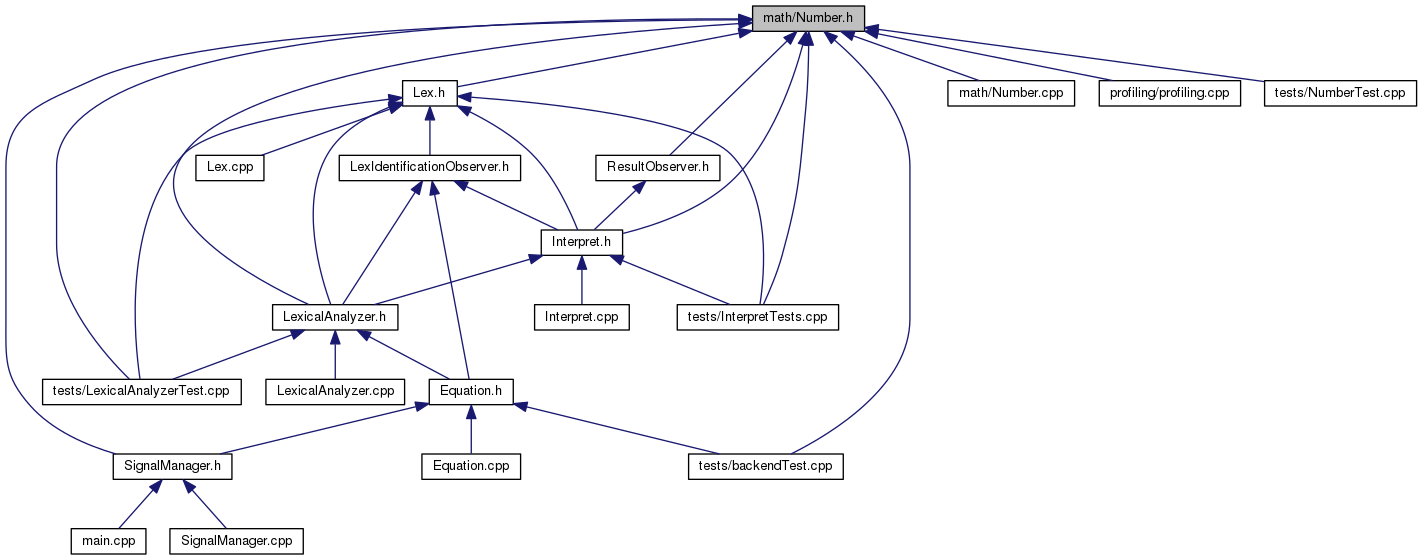 math/Number.h
Lex.h
math/Number.cpp
profiling/profiling.cpp
tests/NumberTest.cpp
Lex.cpp
LexIdentificationObserver.h
ResultObserver.h
Interpret.h
LexicalAnalyzer.h
Interpret.cpp
tests/InterpretTests.cpp
tests/LexicalAnalyzerTest.cpp
LexicalAnalyzer.cpp
Equation.h
SignalManager.h
Equation.cpp
tests/backendTest.cpp
main.cpp
SignalManager.cpp